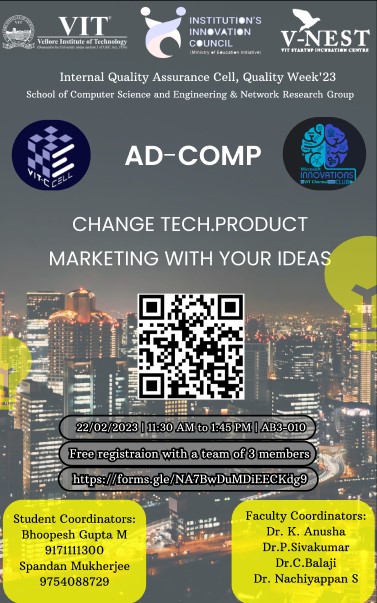 VIT
Vellore Institute of Technology
INSTITUTION'S
INNOVATION
COUNCIL
(Ministry of Education Initiative)
V-NEST
VIT STARTUP INCUBATION CENTRE
Internal Quality Assurance Cell, Quality Week'23
School of Computer Science and Engineering & Network Research Group
AD-COMP
INNOVATIONS
CHANGE TECH.PRODUCT
MARKETING WITH YOUR IDEAS
22/02/2023 | 11:30 AM to 1:45 PM | AB3-010
Free registraion with a team of 3 members
https://forms.gle/NA7BwDuMDiEECKdg9
Student Coordinators:
Bhoopesh Gupta M
9171111300
Spandan Mukherjee
9754088729
Faculty Coordinators:
Dr. K. Anusha
Dr.P.Sivakumar
Dr.C.Balaji
Dr. Nachiyappan S